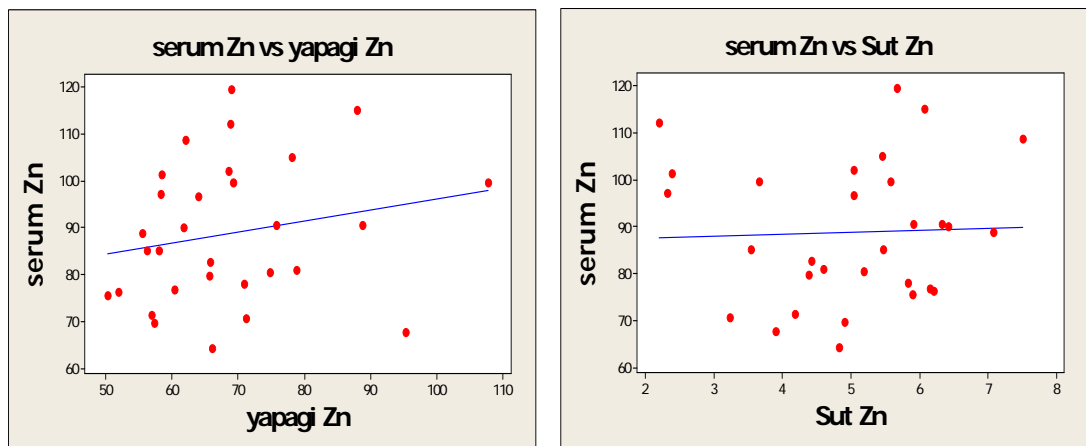 serum Zn vs yapagi Zn
120
110
100
90
80
70
60
serum Zn
50 60 70 80 90 100 110
yapagi Zn
serum Zn vs Sut Zn
120
110
100
90
80
70
60
serum Zn
2 3 4 5 6 7 8
Sut Zn